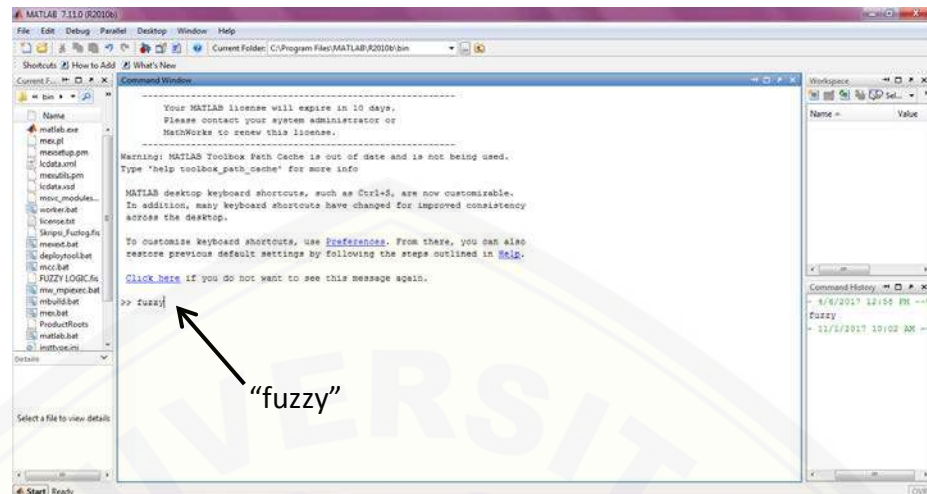 MATLAB 7.11.0 (R2010b)
File Edit Debug Parallel Desktop Window Help
Current Folder: C:\Program Files\MATLAB\R2010b\bin
Shortcuts How to Add What's New
Current F...
bin
Name
matlab.exe
mex.pl
mexsetup.pm
lcdata.xml
mexutils.pm
lcdata.xsd
msvc_modules...
worker.bat
license.txt
Skripsi_Fuzlog.fis
mexext.bat
deploytool.bat
mcc.bat
FUZZY LOGIC.fis
mw_mpiexec.bat
mbuild.bat
mex.bat
ProductRoots
matlab.bat
insttype.ini
Details
Select a file to view details
Command Window
Your MATLAB license will expire in 10 days.
Please contact your system administrator or
MathWorks to renew this license.
Warning: MATLAB Toolbox Path Cache is out of date and is not being used.
Type 'help toolbox_path_cache' for more info
MATLAB desktop keyboard shortcuts, such as Ctrl+S, are now customizable.
In addition, many keyboard shortcuts have changed for improved consistency
across the desktop.
To customize keyboard shortcuts, use Preferences. From there, you can also
restore previous default settings by following the steps outlined in Help.
Click here if you do not want to see this message again.
>> fuzzy
“fuzzy”
Workspace
Sel...
Name Value
Command History
4/6/2017 12:58 PM --
fuzzy
11/1/2017 10:02 AM --
Start Ready
OVR